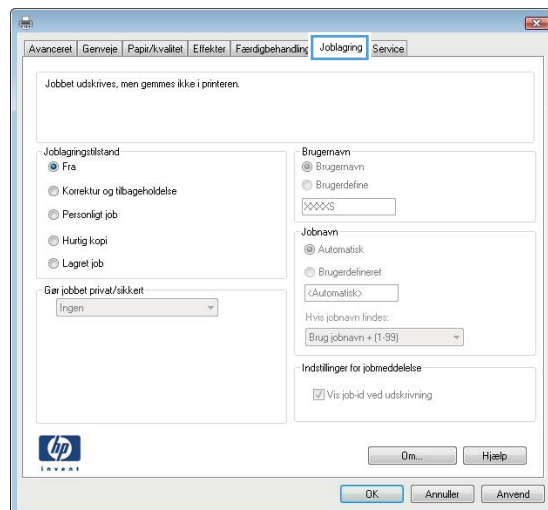 Avanceret Genveje Papir/kvalitet Effekter Færdigbehandling Joblagring Service
Jobbet udskrives, men gemmes ikke i printeren.
Joblagringstilstand
Fra
Korrektur og tilbageholdelse
Personligt job
Hurtig kopi
Lagret job
Gør jobbet privat/sikkert
Ingen
Brugernavn
Brugernavn
Brugerdefine
XXXXS
Jobnavn
Automatisk
Brugerdefineret
<Automatisk>
Hvis jobnavn findes:
Brug jobnavn + (1-99)
Indstillinger for jobmeddelelse
Vis job-id ved udskrivning
hp
invent
Om... Hjælp
OK Annuller Anvend